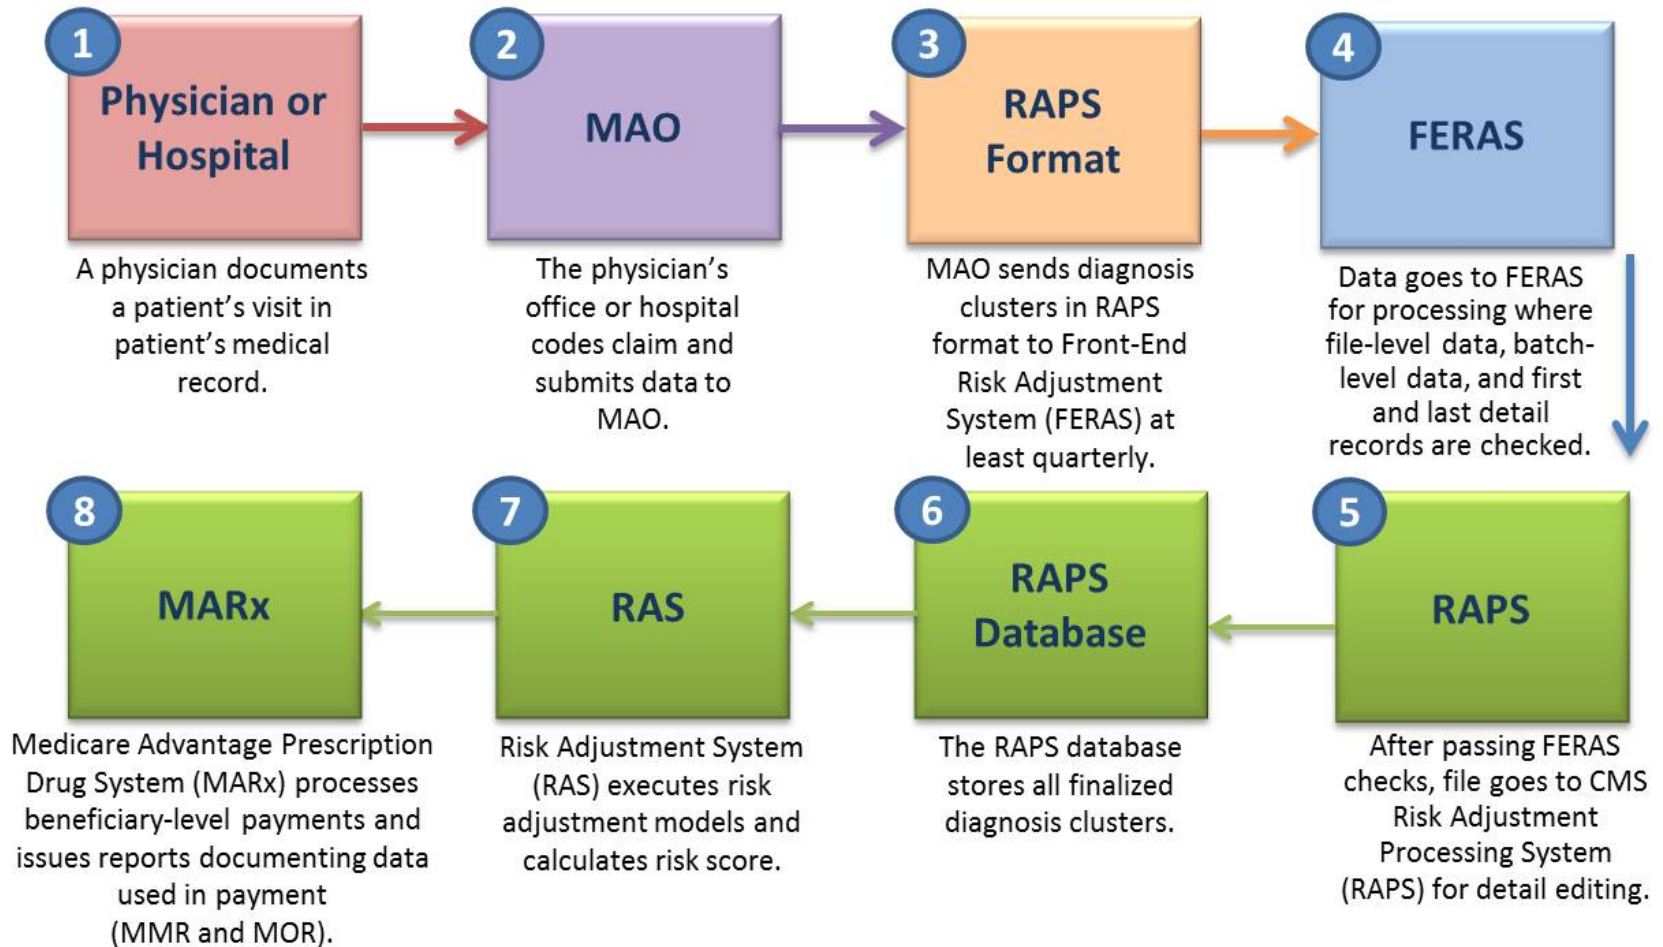 1
Physician or
Hospital
A physician documents
a patient's visit in
patient's medical
record.
2
MAO
The physician's
office or hospital
codes claim and
submits data to
MAO.
3
RAPS
Format
MAO sends diagnosis
clusters in RAPS
format to Front-End
Risk Adjustment
System (FERAS) at
least quarterly.
4
FERAS
Data goes to FERAS
for processing where
file-level data, batch-
level data, and first
and last detail
records are checked.
8
MARx
Medicare Advantage Prescription
Drug System (MARx) processes
beneficiary-level payments and
issues reports documenting data
used in payment
(MMR and MOR).
7
RAS
Risk Adjustment System
(RAS) executes risk
adjustment models and
calculates risk score.
6
RAPS
Database
The RAPS database
stores all finalized
diagnosis clusters.
5
RAPS
After passing FERAS
checks, file goes to CMS
Risk Adjustment
Processing System
(RAPS) for detail editing.